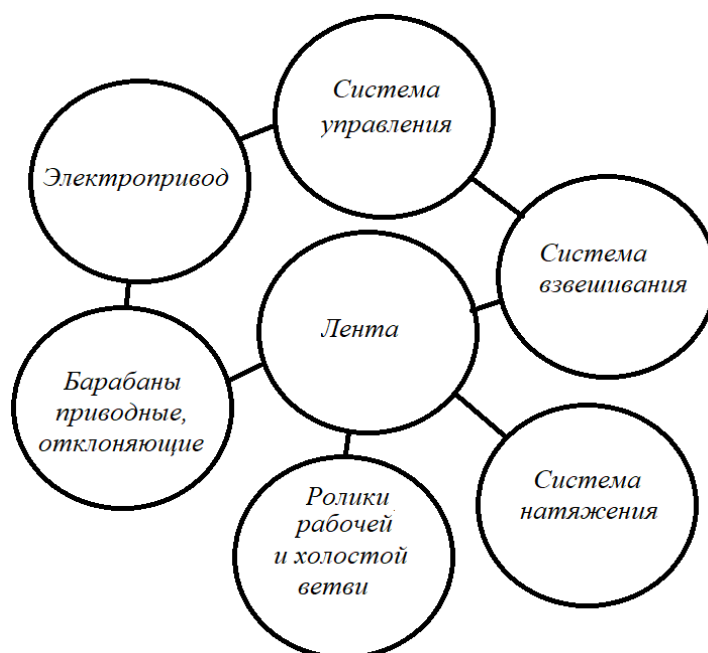 Система
управления
Электропривод
Система
взвешивания
Лента
Барабаны
приводные,
отклоняющие
Ролики
рабочей
и холостой
ветви
Система
натяжения